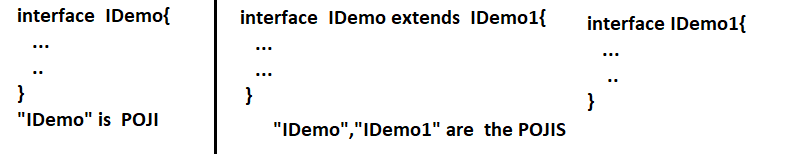 interface  IDemo{
...
..
}
"IDemo" is  POJI
interface  IDemo extends  IDemo1{
...
...
}
"IDemo","IDemo1" are  the POJIS
interface IDemo1{
...
..
}